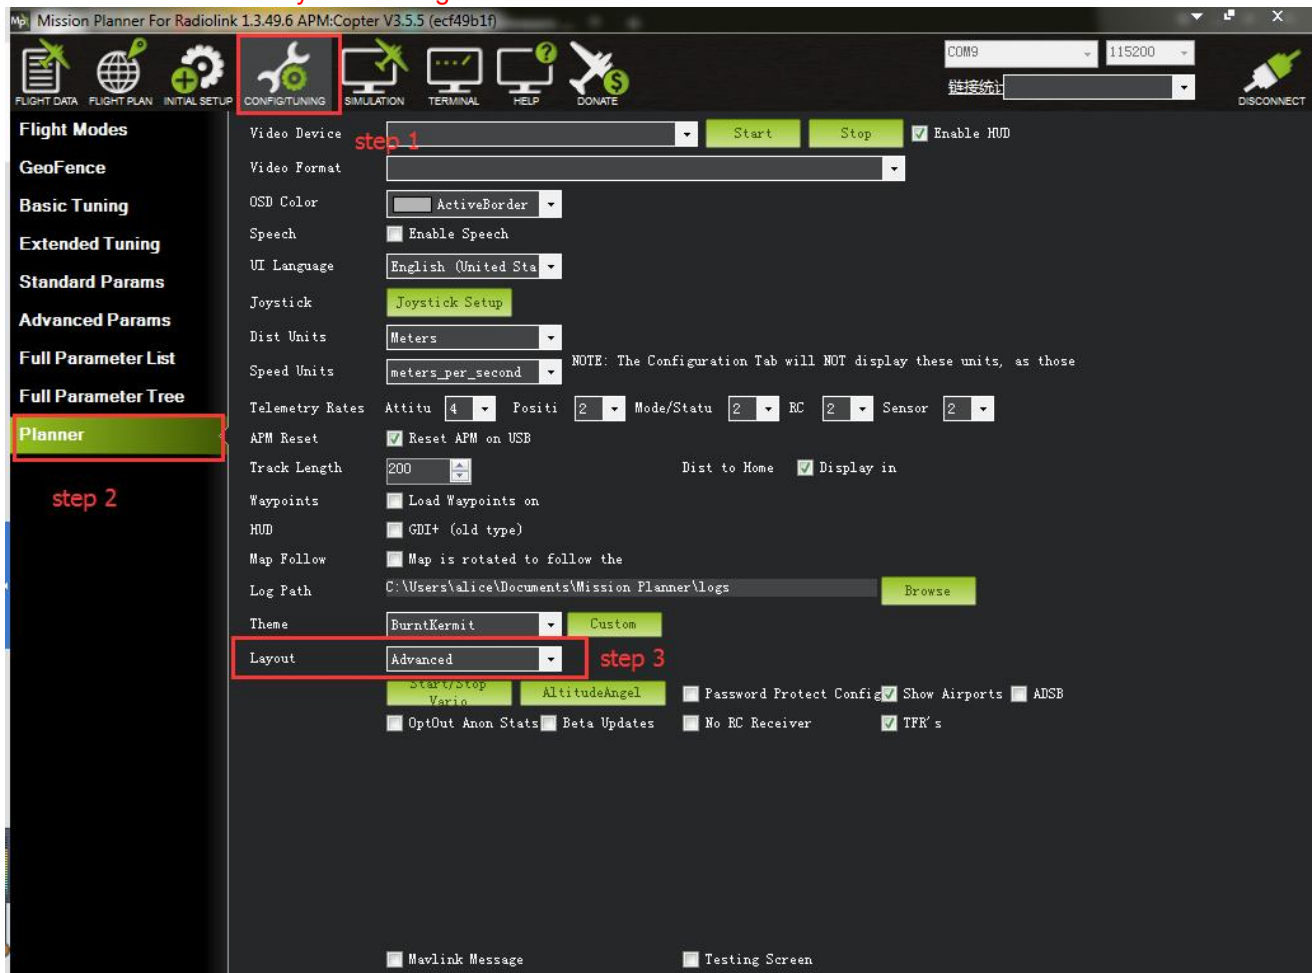 Mission Planner For Radiolink 1.3.49.6 APM:Copter V3.5.5 (ecf49b1f)
COM9 115200
链接统计
FLIGHT DATA FLIGHT PLAN INITIAL SETUP CONFIG/TUNING SIMULATION TERMINAL HELP DONATE DISCONNECT
Flight Modes
GeoFence
Basic Tuning
Extended Tuning
Standard Params
Advanced Params
Full Parameter List
Full Parameter Tree
Planner
step 2
step 1
Video Device Start Stop Enable HUD
Video Format
OSD Color ActiveBorder
Speech Enable Speech
UI Language English (United Sta
Joystick Joystick Setup
Dist Units Meters
NOTE: The Configuration Tab will NOT display these units, as those
Speed Units meters_per_second
Telemetry Rates Attitu 4 Positi 2 Mode/Statu 2 RC 2 Sensor 2
APM Reset Reset APM on USB
Track Length 200 Dist to Home Display in
Waypoints Load Waypoints on
HUD GDI+ (old type)
Map Follow Map is rotated to follow the
Log Path C:\Users\alice\Documents\Mission Planner\logs Browse
Theme BurntKermit Custom
Layout Advanced step 3
Start/Stop Vario AltitudeAngel Password Protect Config Show Airports ADSB
OptOut Anon Stats Beta Updates No RC Receiver TFR's
Mavlink Message Testing Screen